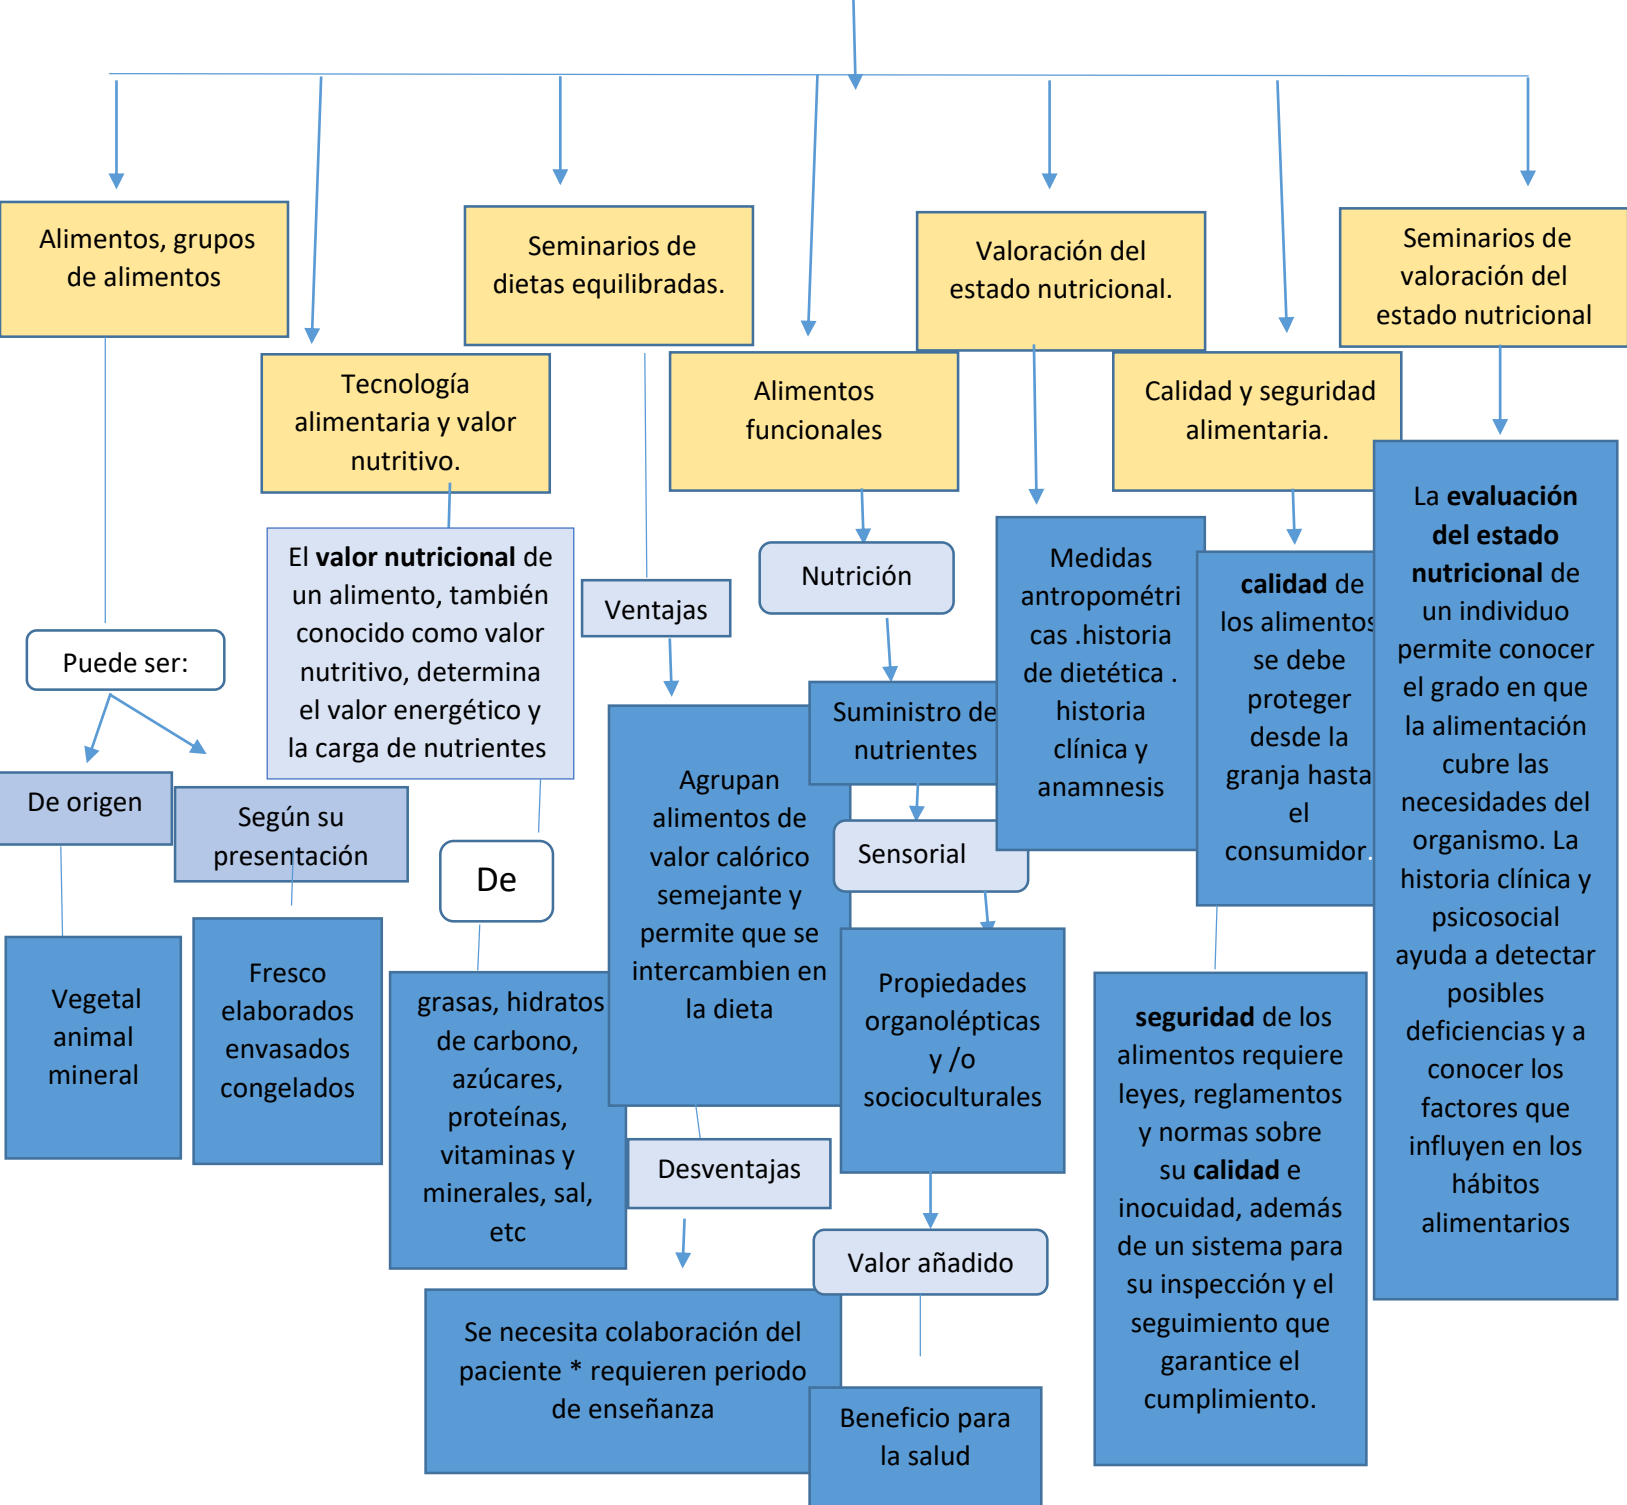 Alimentos, grupos
de alimentos
Seminarios de
dietas equilibradas.
Valoración del
estado nutricional.
Seminarios de
valoración del
estado nutricional
Tecnología
alimentaria y valor
nutritivo.
Alimentos
funcionales
Calidad y seguridad
alimentaria.
Puede ser:
De origen
Según su
presentación
Vegetal
animal
mineral
Fresco
elaborados
envasados
congelados
El valor nutricional de
un alimento, también
conocido como valor
nutritivo, determina
el valor energético y
la carga de nutrientes
De
grasas, hidratos
de carbono,
azúcares,
proteínas,
vitaminas y
minerales, sal,
etc
Ventajas
Agrupan
alimentos de
valor calórico
semejante y
permite que se
intercambien en
la dieta
Desventajas
Se necesita colaboración del
paciente * requieren periodo
de enseñanza
Nutrición
Suministro de
nutrientes
Sensorial
Propiedades
organolépticas
y /o
socioculturales
Valor añadido
Beneficio para
la salud
Medidas
antropométri
cas .historia
de dietética .
historia
clínica y
anamnesis
calidad de
los alimentos
se debe
proteger
desde la
granja hasta
el
consumidor.
seguridad de los
alimentos requiere
leyes, reglamentos
y normas sobre
su calidad e
inocuidad, además
de un sistema para
su inspección y el
seguimiento que
garantice el
cumplimiento.
La evaluación
del estado
nutricional de
un individuo
permite conocer
el grado en que
la alimentación
cubre las
necesidades del
organismo. La
historia clínica y
psicosocial
ayuda a detectar
posibles
deficiencias y a
conocer los
factores que
influyen en los
hábitos
alimentarios